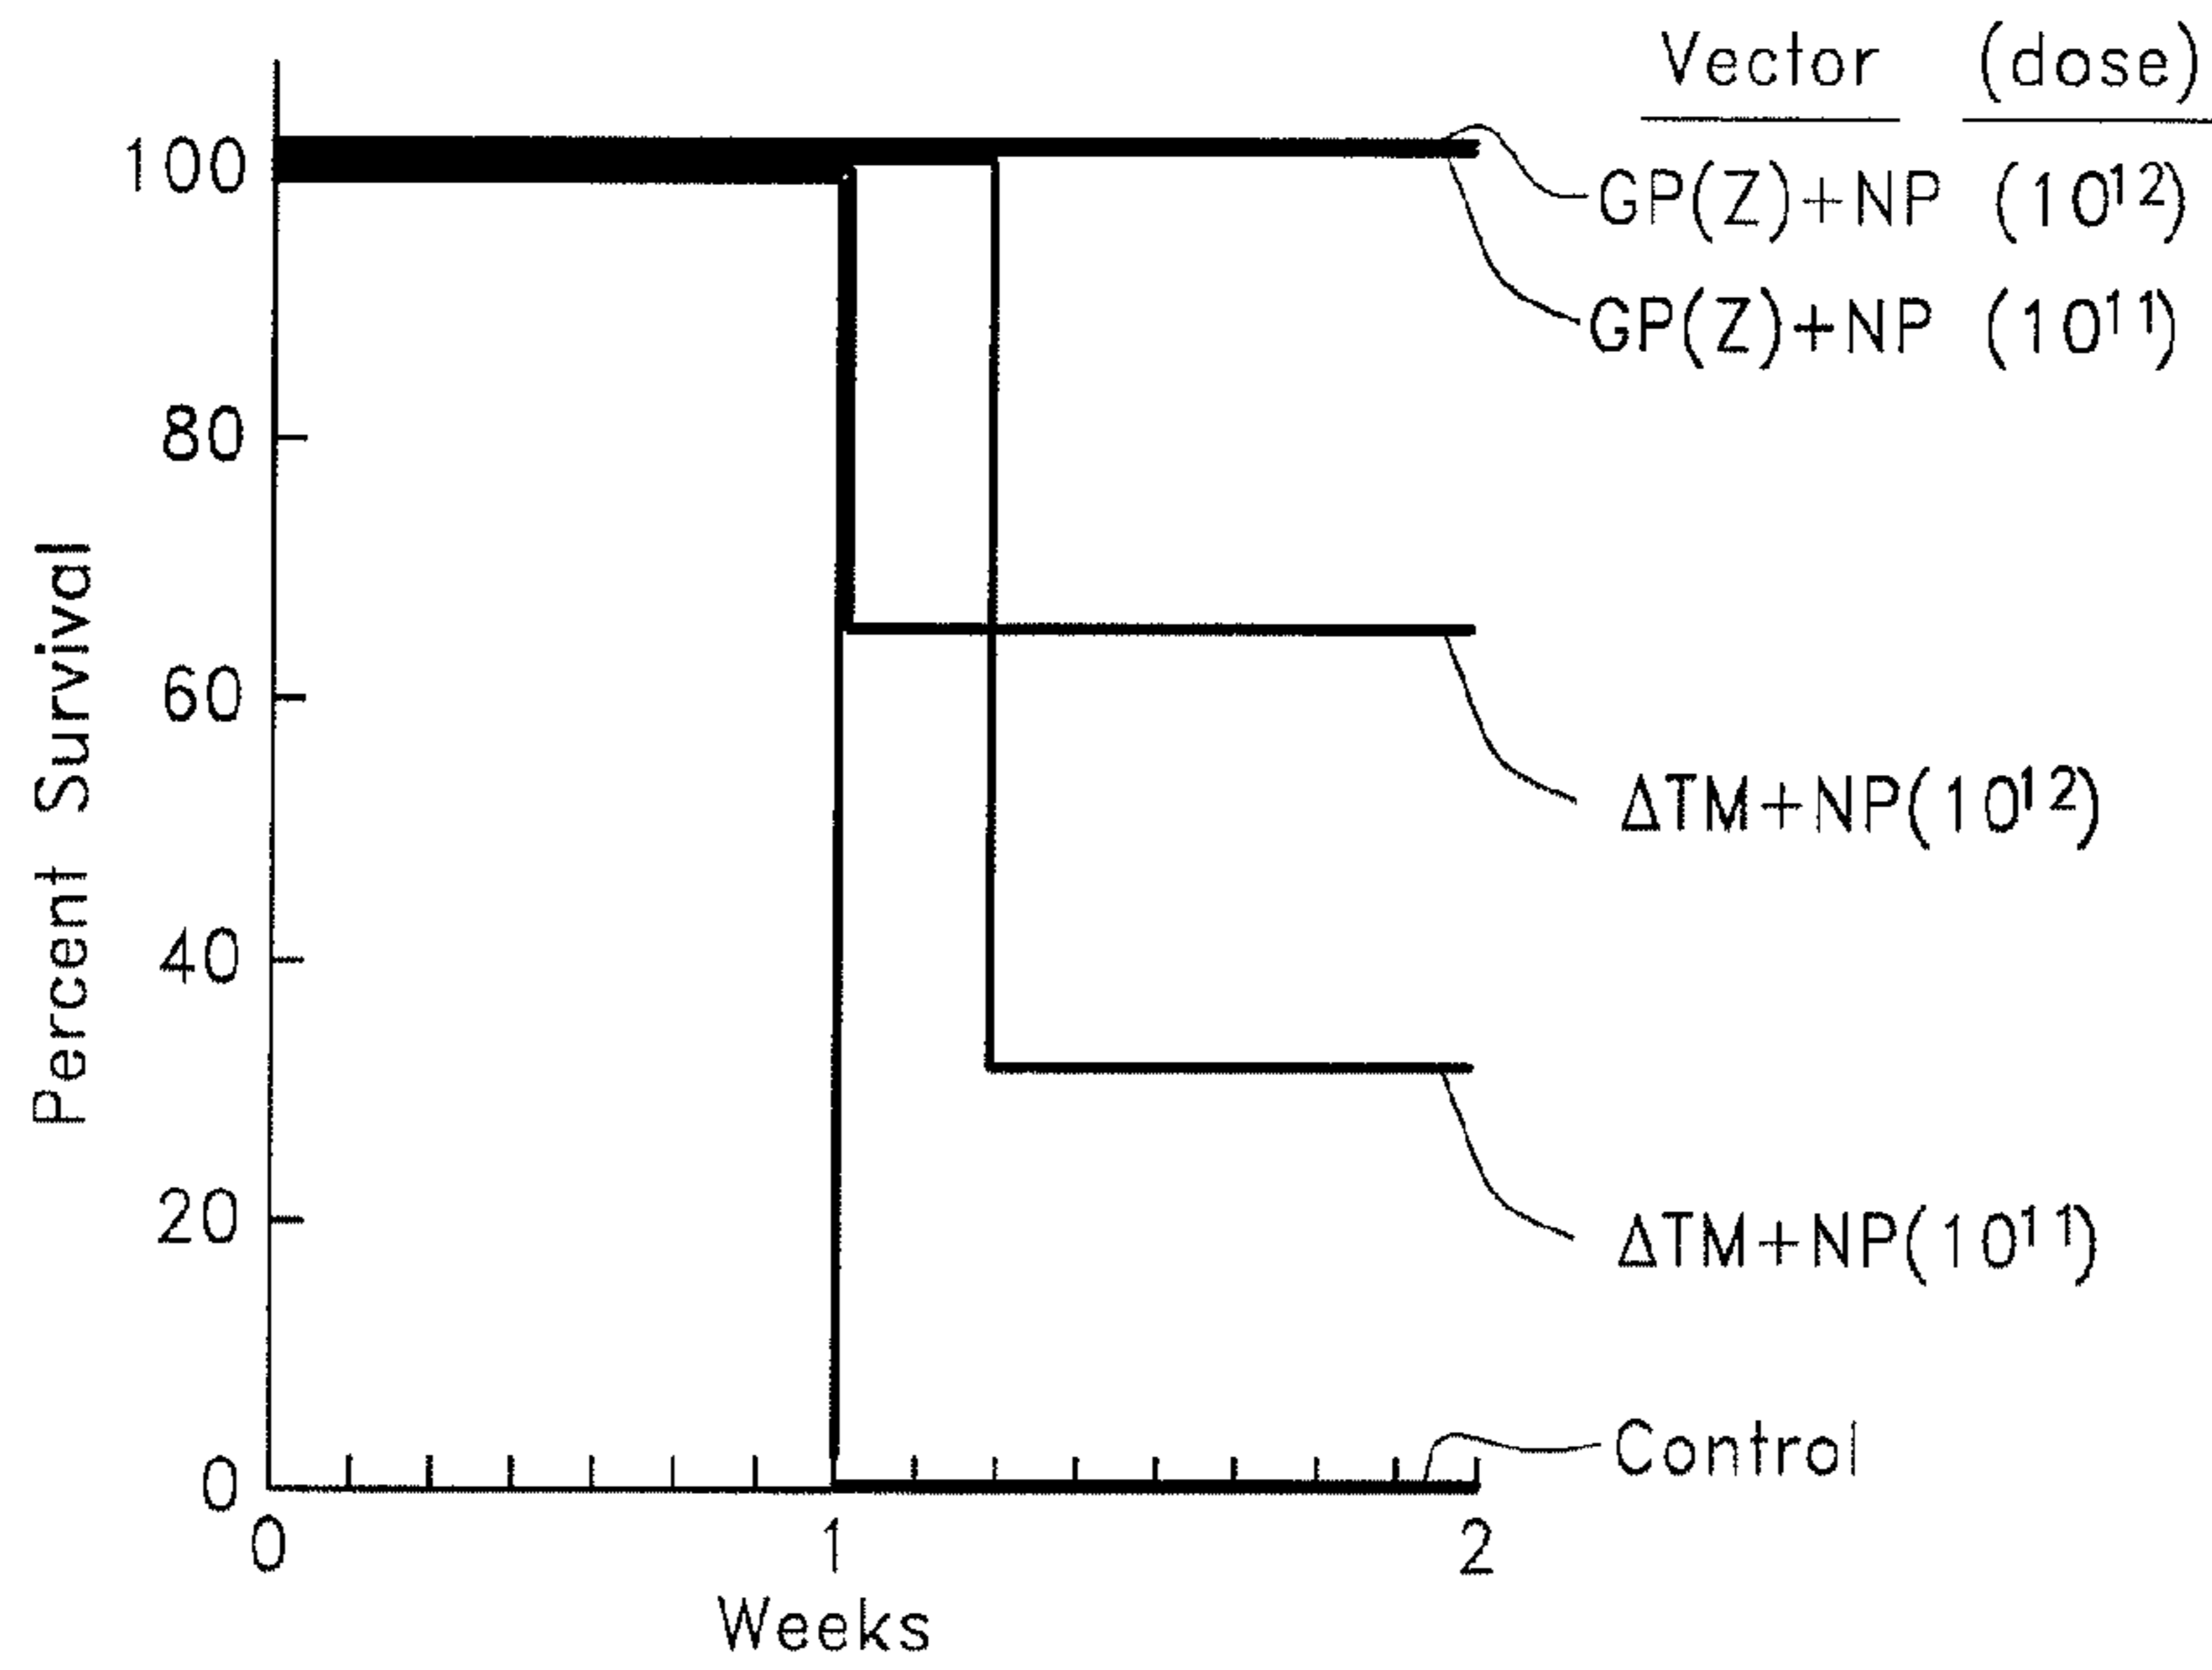 Vector (dose)
100
GP(Z)+NP (10¹²)
GP(Z)+NP (10¹¹)
80
60
ΔTM+NP(10¹²)
40
20
ΔTM+NP(10¹¹)
Control
0
0 1 2
Weeks
Percent Survival